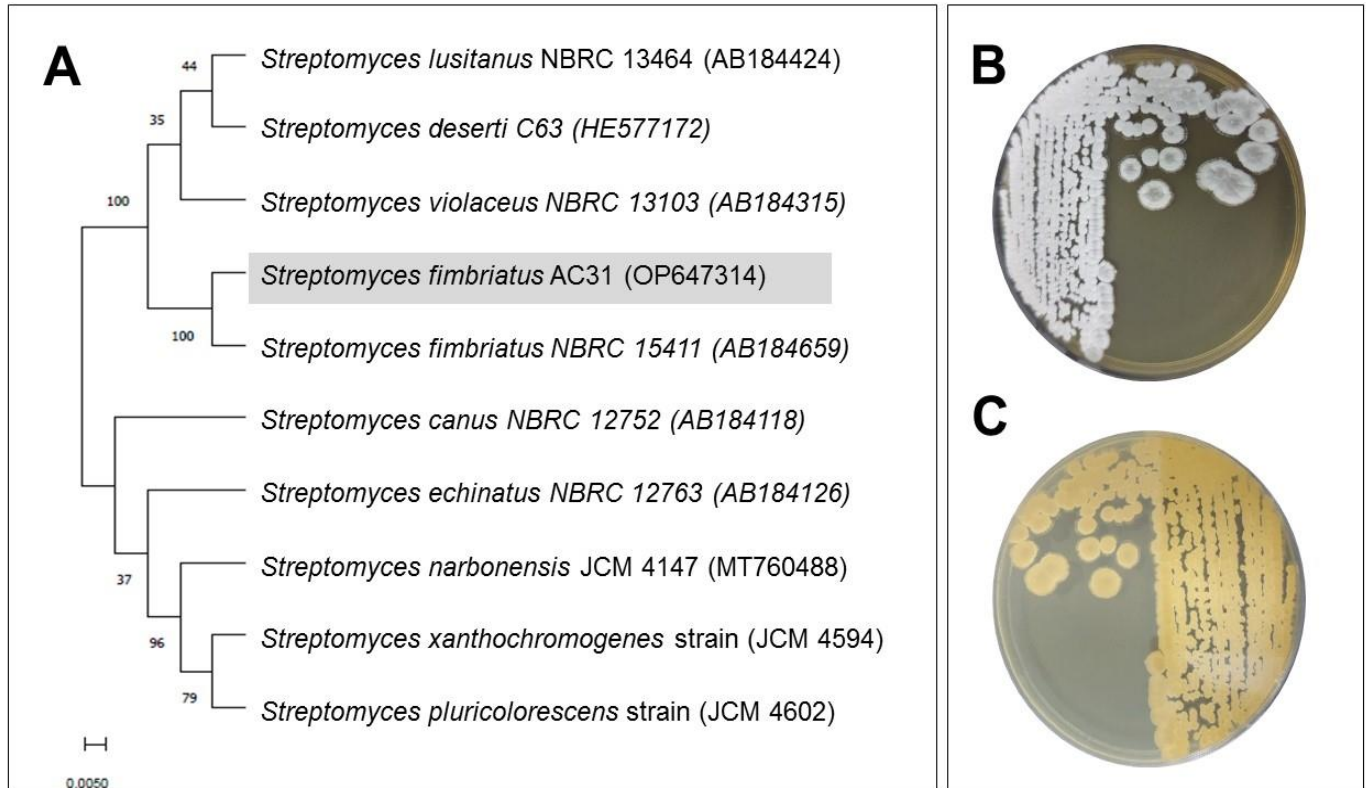 A
Streptomyces lusitanus NBRC 13464 (AB184424)
44
Streptomyces deserti C63 (HE577172)
35
Streptomyces violaceus NBRC 13103 (AB184315)
100
Streptomyces fimbriatus AC31 (OP647314)
100
Streptomyces fimbriatus NBRC 15411 (AB184659)
Streptomyces canus NBRC 12752 (AB184118)
Streptomyces echinatus NBRC 12763 (AB184126)
37
Streptomyces narbonensis JCM 4147 (MT760488)
96
Streptomyces xanthochromogenes strain (JCM 4594)
79
Streptomyces pluricolorescens strain (JCM 4602)
0.0050
B
C